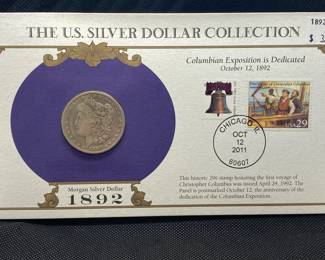 THE U.S. SILVER DOLLAR COLLECTION
1892
$
Columbian Exposition is Dedicated
October 12, 1892
29
CHICAGO IL
OCT
12
2011
60607
This historic 29¢ stamp honoring the first voyage of
Christopher Columbus was issued April 24, 1992. The
Panel is postmarked October 12, the anniversary of the
dedication of the Columbian Exposition.
Morgan Silver Dollar
1892